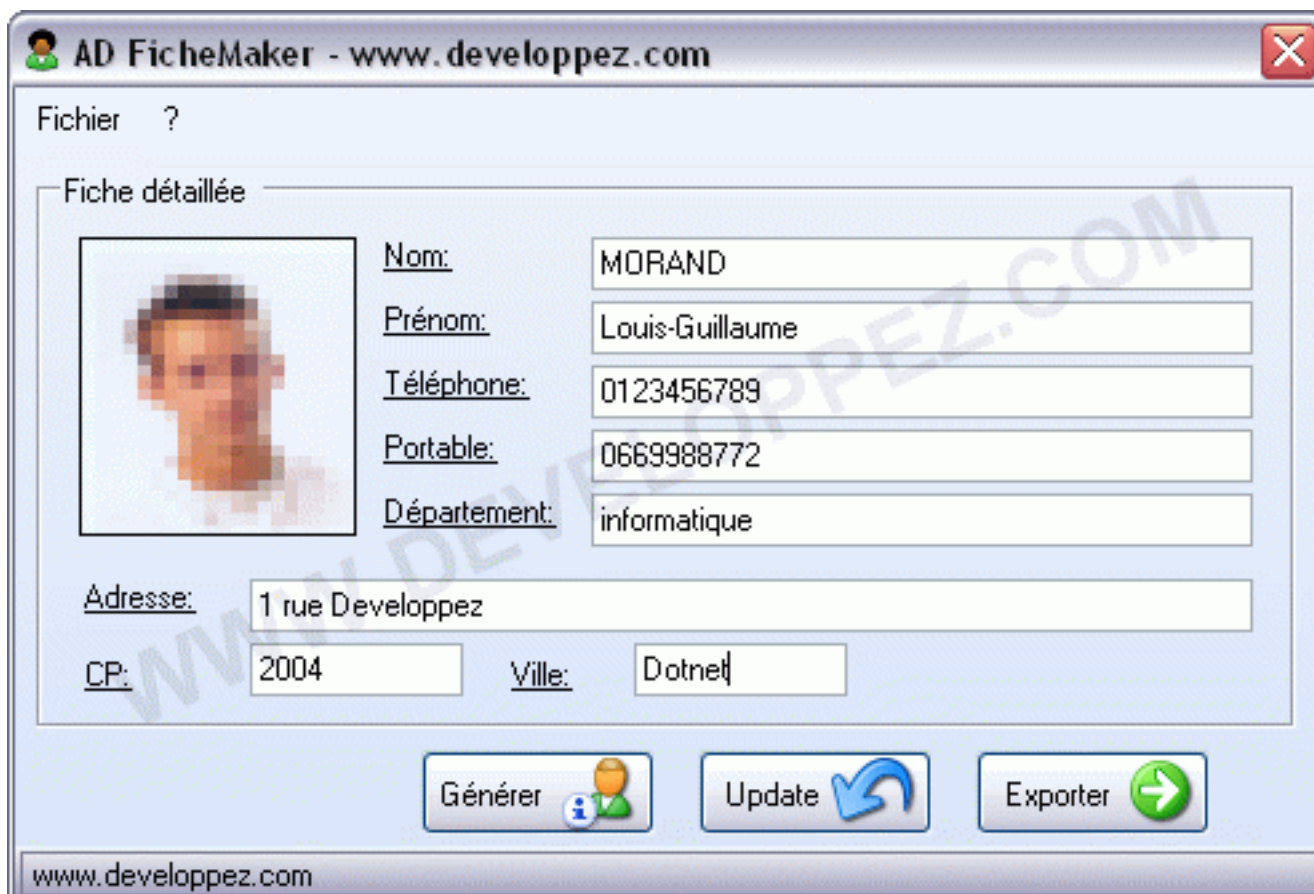 AD FicheMaker - www.developpez.com
Fichier ?
Fiche détaillée
Nom: MORAND
Prénom: Louis-Guillaume
Téléphone: 0123456789
Portable: 0669988772
Département: informatique
Adresse: 1 rue Developpez
CP: 2004 Ville: Dotnet
WWW.DEVELOPPEZ.COM
Générer Update Exporter
www.developpez.com